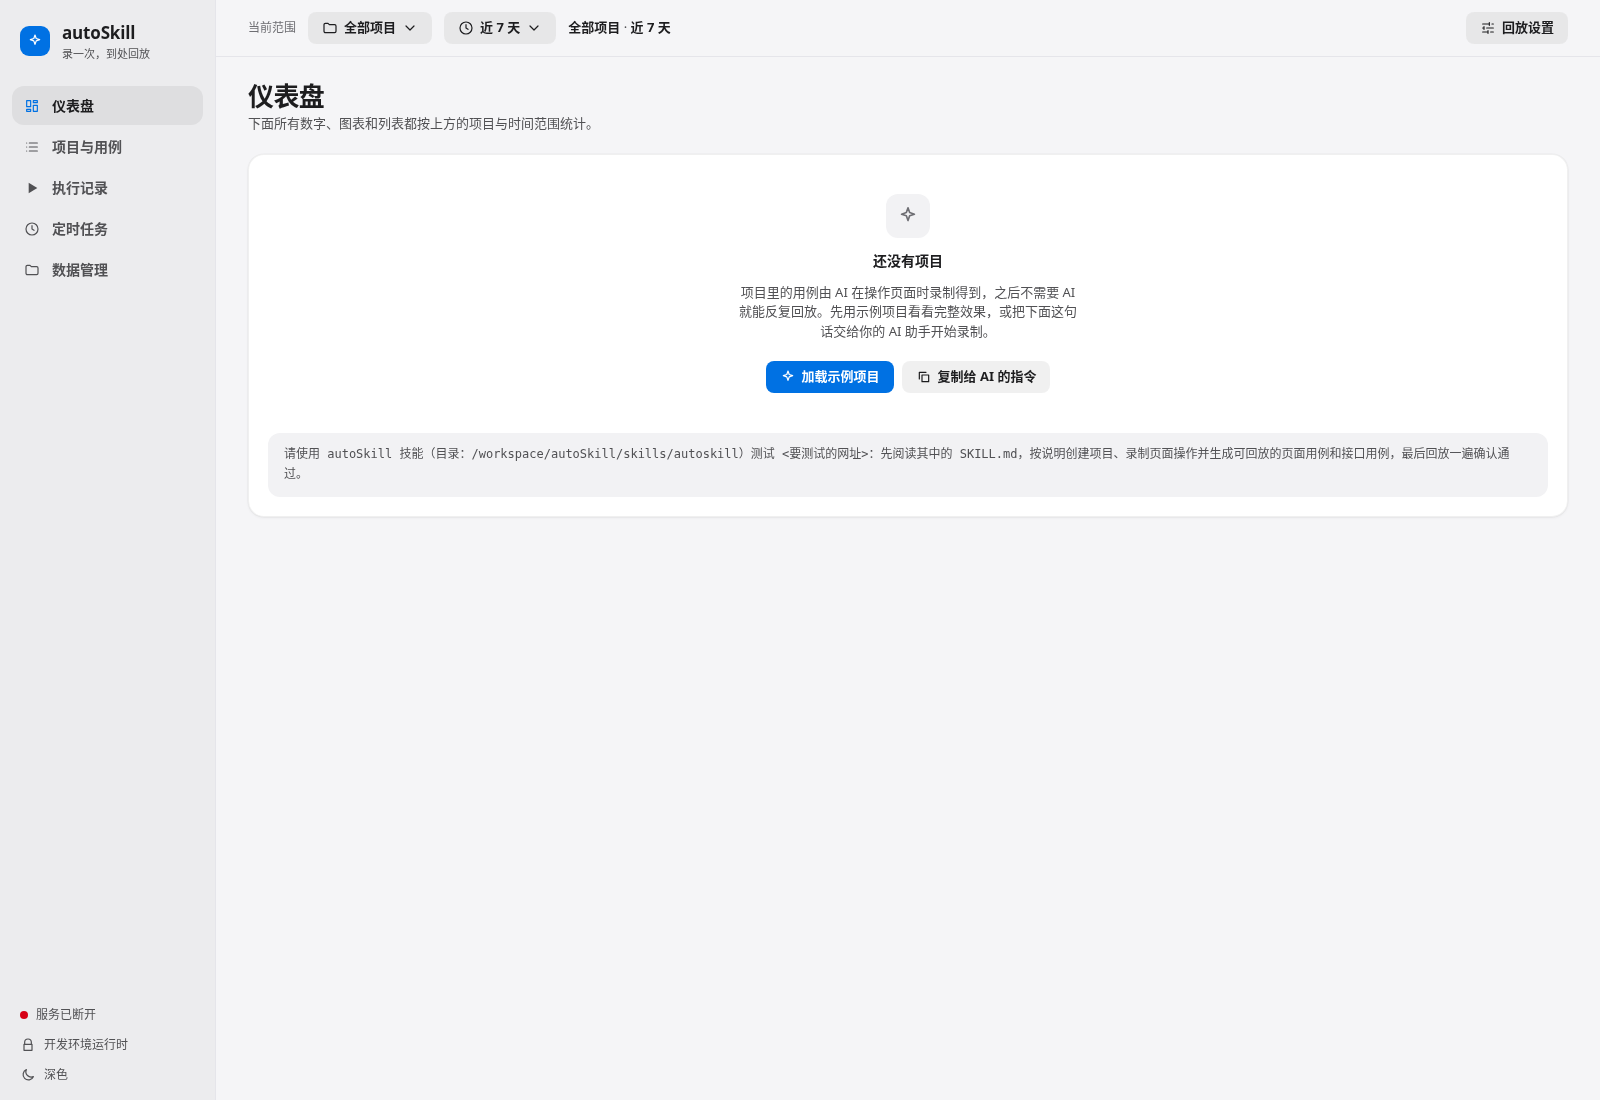 autoSkill
录一次，到处回放
仪表盘
项目与用例
执行记录
定时任务
数据管理
服务已断开
开发环境运行时
深色
当前范围
全部项目
近 7 天
全部项目 · 近 7 天
回放设置
仪表盘
下面所有数字、图表和列表都按上方的项目与时间范围统计。
还没有项目
项目里的用例由 AI 在操作页面时录制得到，之后不需要 AI
就能反复回放。先用示例项目看看完整效果，或把下面这句
话交给你的 AI 助手开始录制。
加载示例项目
复制给 AI 的指令
请使用 autoSkill 技能（目录：/workspace/autoSkill/skills/autoskill）测试 <要测试的网址>：先阅读其中的 SKILL.md，按说明创建项目、录制页面操作并生成可回放的页面用例和接口用例，最后回放一遍确认通
过。